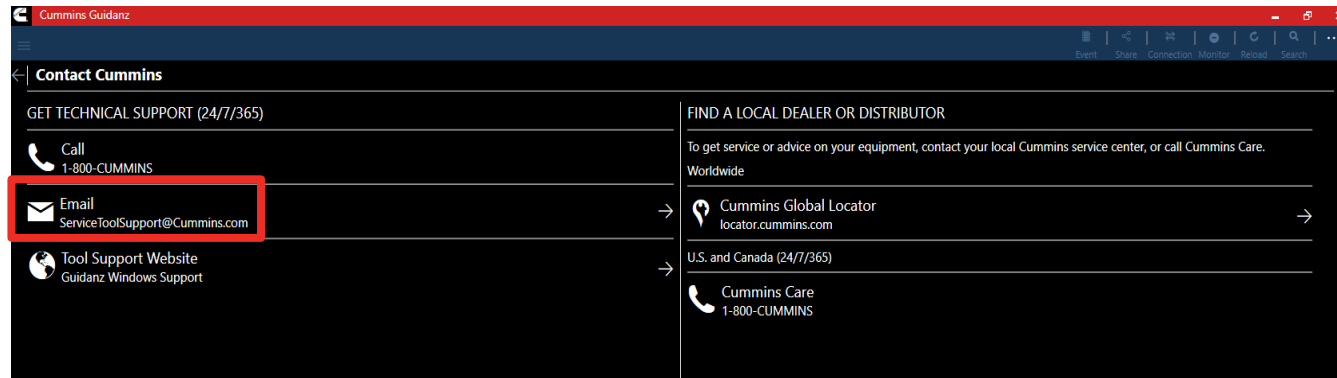 Cummins Guidanz
Event Share Connection Monitor Reload Search
Contact Cummins
GET TECHNICAL SUPPORT (24/7/365)
Call
1-800-CUMMINS
Email
ServiceToolSupport@Cummins.com
Tool Support Website
Guidanz Windows Support
FIND A LOCAL DEALER OR DISTRIBUTOR
To get service or advice on your equipment, contact your local Cummins service center, or call Cummins Care.
Worldwide
Cummins Global Locator
locator.cummins.com
U.S. and Canada (24/7/365)
Cummins Care
1-800-CUMMINS